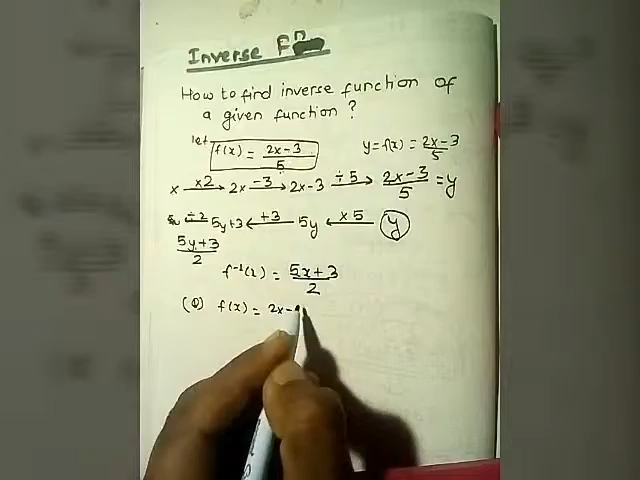 Inverse Fn
How to find inverse function of
a given function ?
let f(x) = 2x-3/5 y = f(x) = 2x-3/5
x ×2→ 2x -3→ 2x-3 ÷5→ 2x-3/5 = y
÷2← 5y+3 ←+3 5y ←×5 y
5y+3/2
f⁻¹(x) = 5x+3/2
(Q) f(x) = 2x-